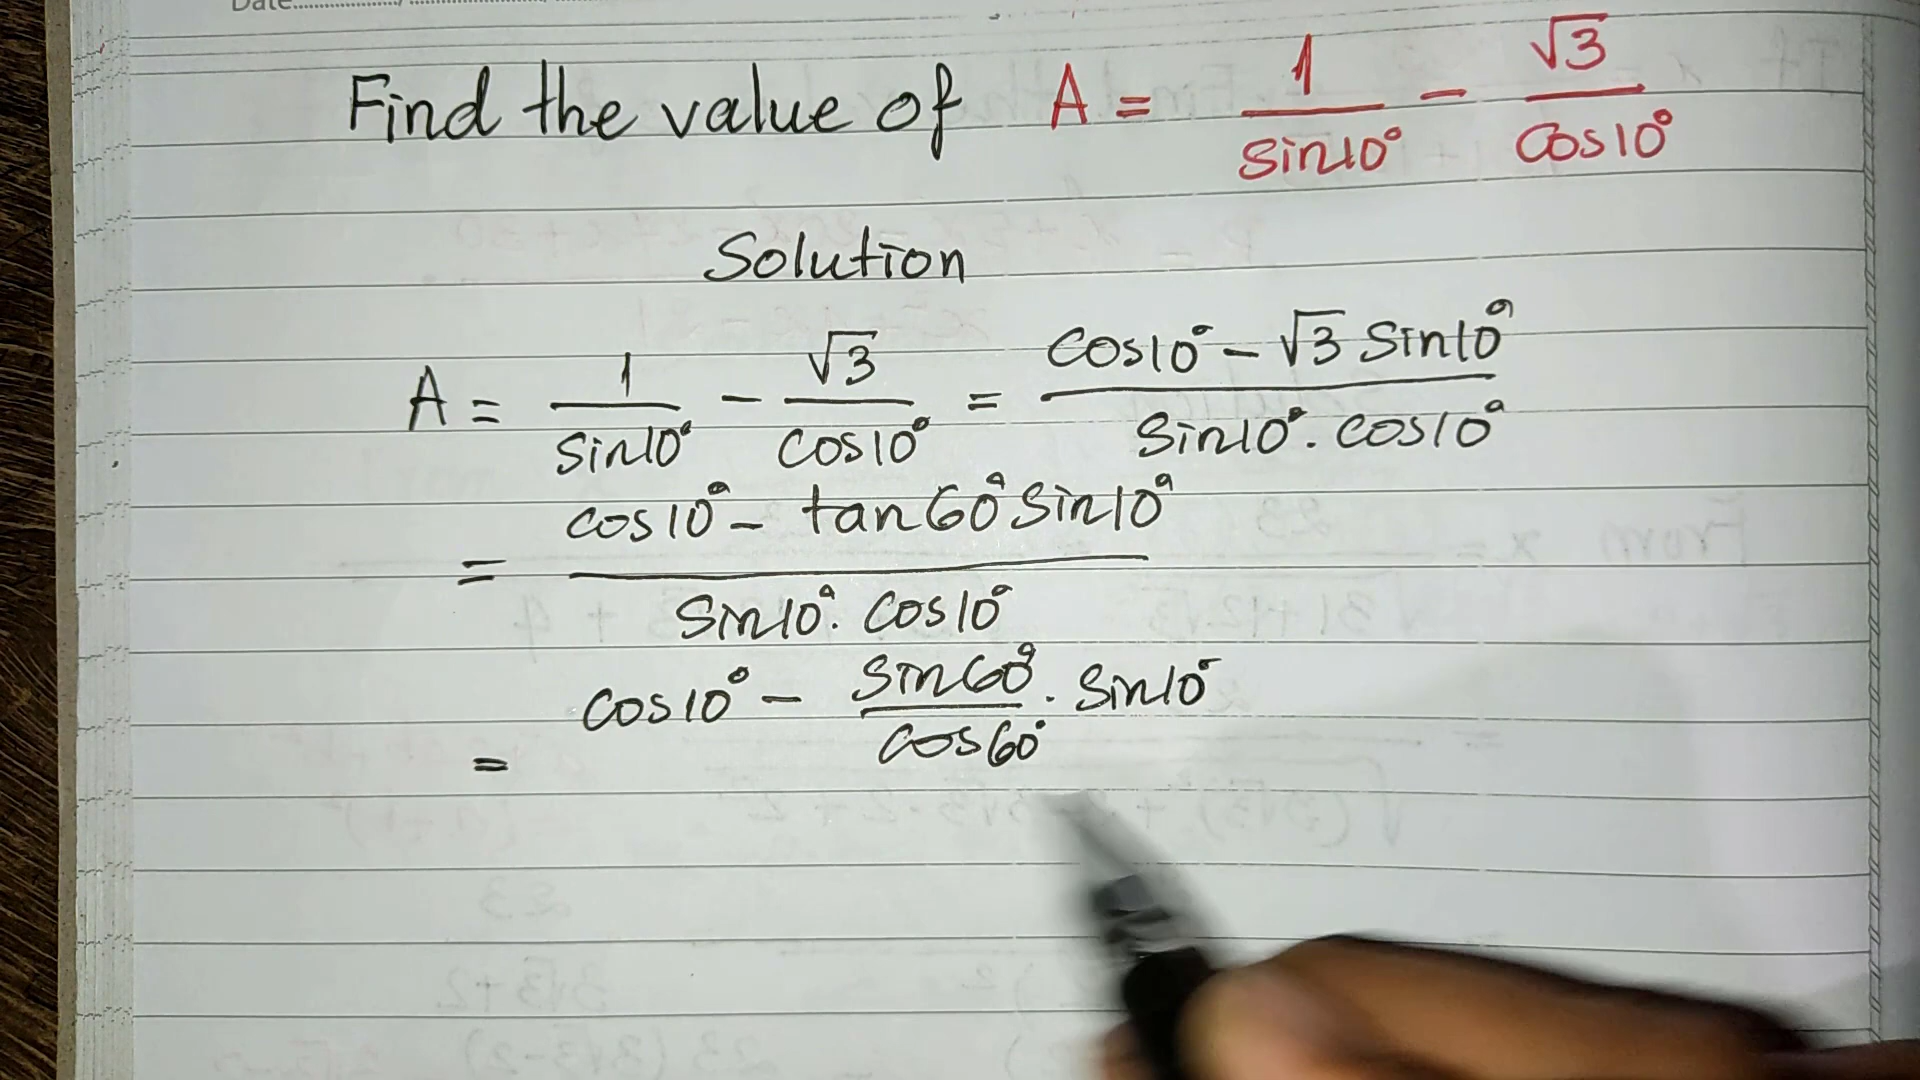 Date
Find the value of A = 1/sin10° - √3/cos10°
Solution
A = 1/sin10° - √3/cos10° = (cos10° - √3 sin10°)/(sin10° . cos10°)
= (cos10° - tan60° sin10°)/(sin10° . cos10°)
= cos10° - sin60°/cos60° . sin10°